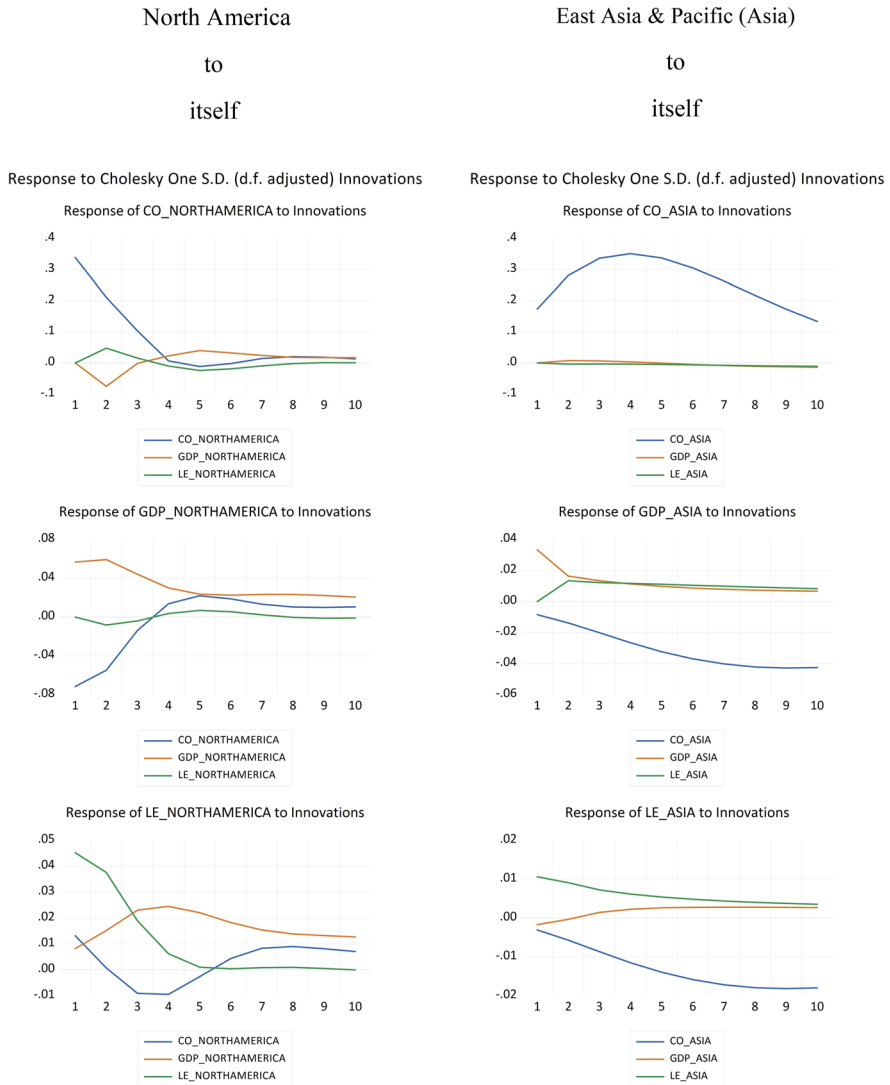 North America
to
itself
Response to Cholesky One S.D. (d.f. adjusted) Innovations
Response of CO_NORTHAMERICA to Innovations
.4
.3
.2
.1
.0
-.1
1 2 3 4 5 6 7 8 9 10
CO_NORTHAMERICA
GDP_NORTHAMERICA
LE_NORTHAMERICA
Response of GDP_NORTHAMERICA to Innovations
.08
.04
.00
-.04
-.08
1 2 3 4 5 6 7 8 9 10
CO_NORTHAMERICA
GDP_NORTHAMERICA
LE_NORTHAMERICA
Response of LE_NORTHAMERICA to Innovations
.05
.04
.03
.02
.01
.00
-.01
1 2 3 4 5 6 7 8 9 10
CO_NORTHAMERICA
GDP_NORTHAMERICA
LE_NORTHAMERICA
East Asia & Pacific (Asia)
to
itself
Response to Cholesky One S.D. (d.f. adjusted) Innovations
Response of CO_ASIA to Innovations
.4
.3
.2
.1
.0
-.1
1 2 3 4 5 6 7 8 9 10
CO_ASIA
GDP_ASIA
LE_ASIA
Response of GDP_ASIA to Innovations
.04
.02
.00
-.02
-.04
-.06
1 2 3 4 5 6 7 8 9 10
CO_ASIA
GDP_ASIA
LE_ASIA
Response of LE_ASIA to Innovations
.02
.01
.00
-.01
-.02
1 2 3 4 5 6 7 8 9 10
CO_ASIA
GDP_ASIA
LE_ASIA